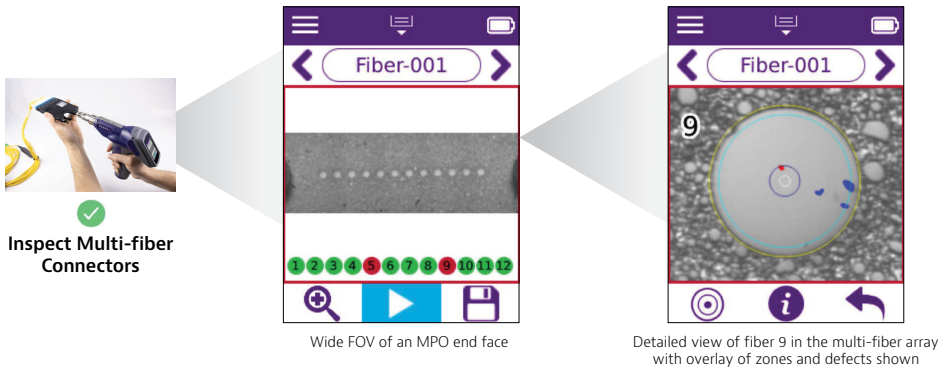 Inspect Multi-fiber
Connectors
Fiber-001
1 2 3 4 5 6 7 8 9 10 11 12
Wide FOV of an MPO end face
Fiber-001
9
i
Detailed view of fiber 9 in the multi-fiber array
with overlay of zones and defects shown